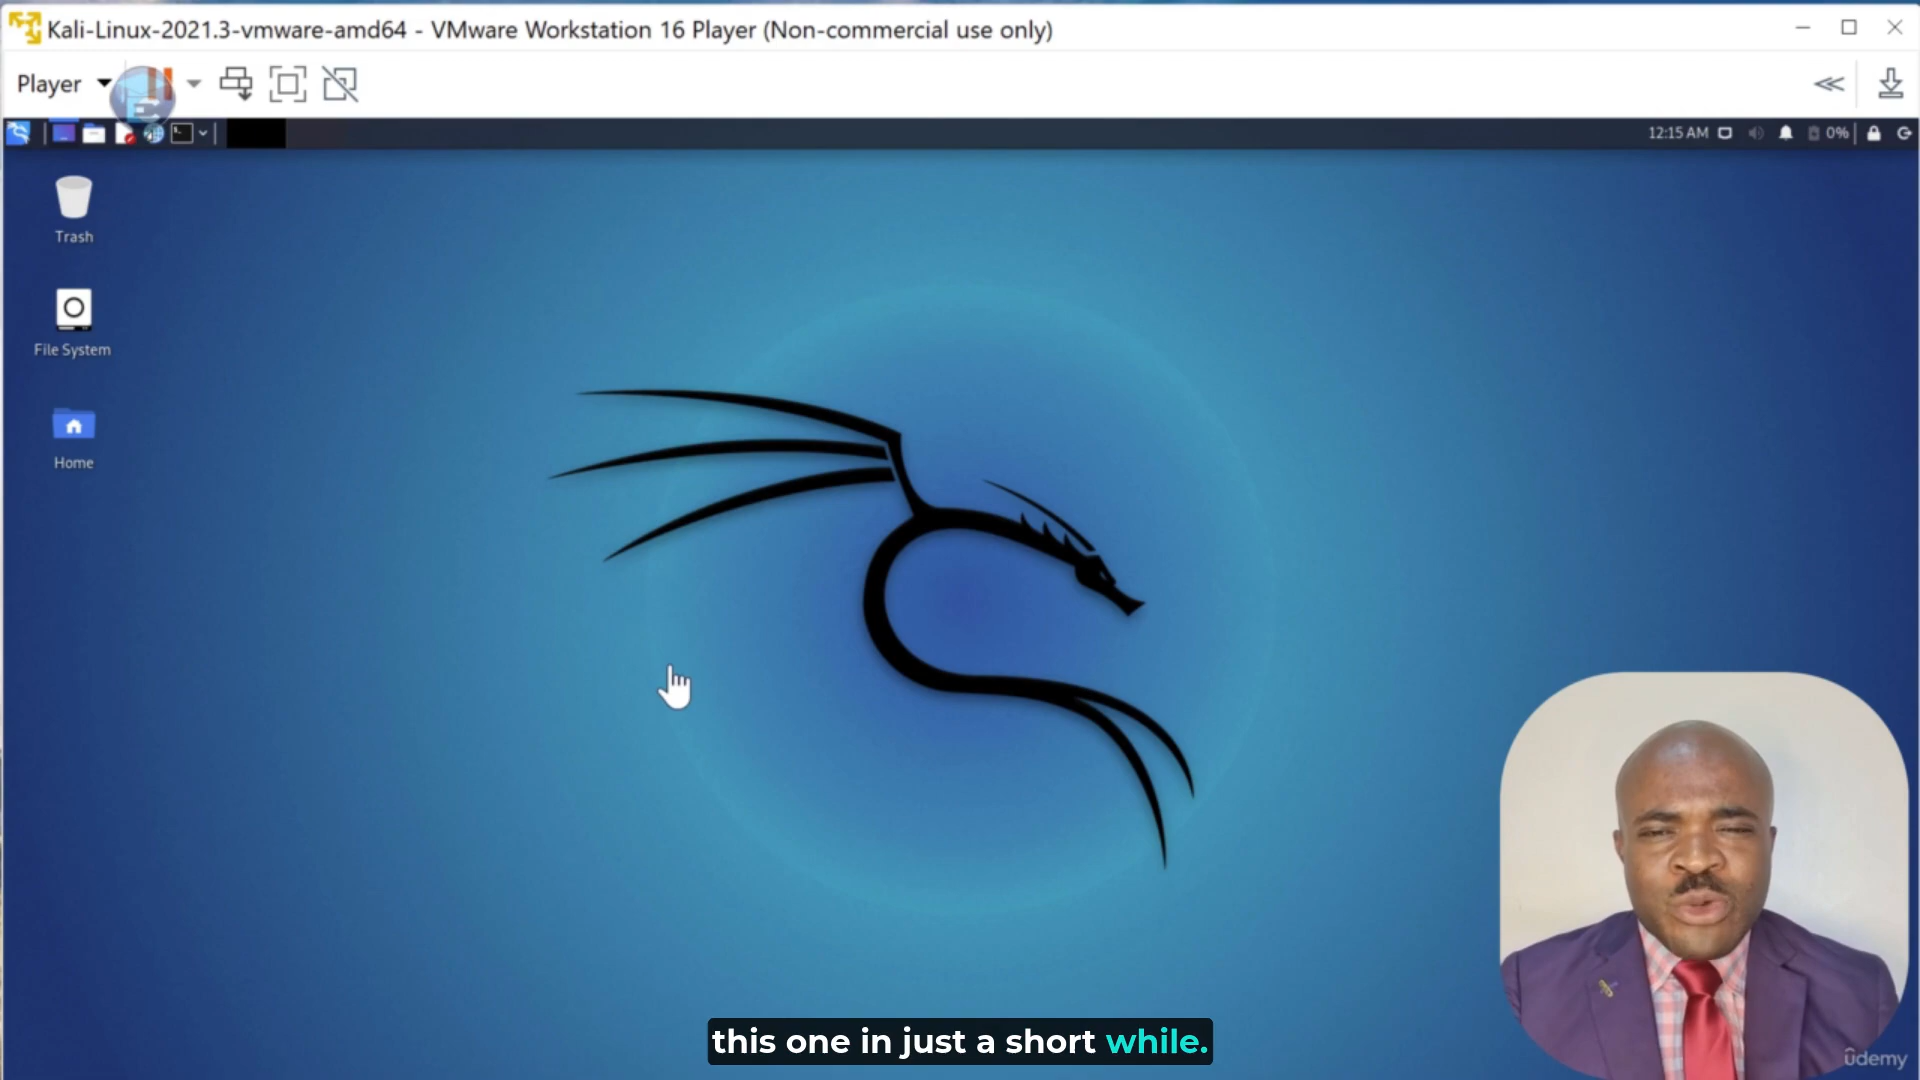 Kali-Linux-2021.3-vmware-amd64 - VMware Workstation 16 Player (Non-commercial use only)
Player
12:15 AM
0%
Trash
File System
Home
this one in just a short while.
ûdemy